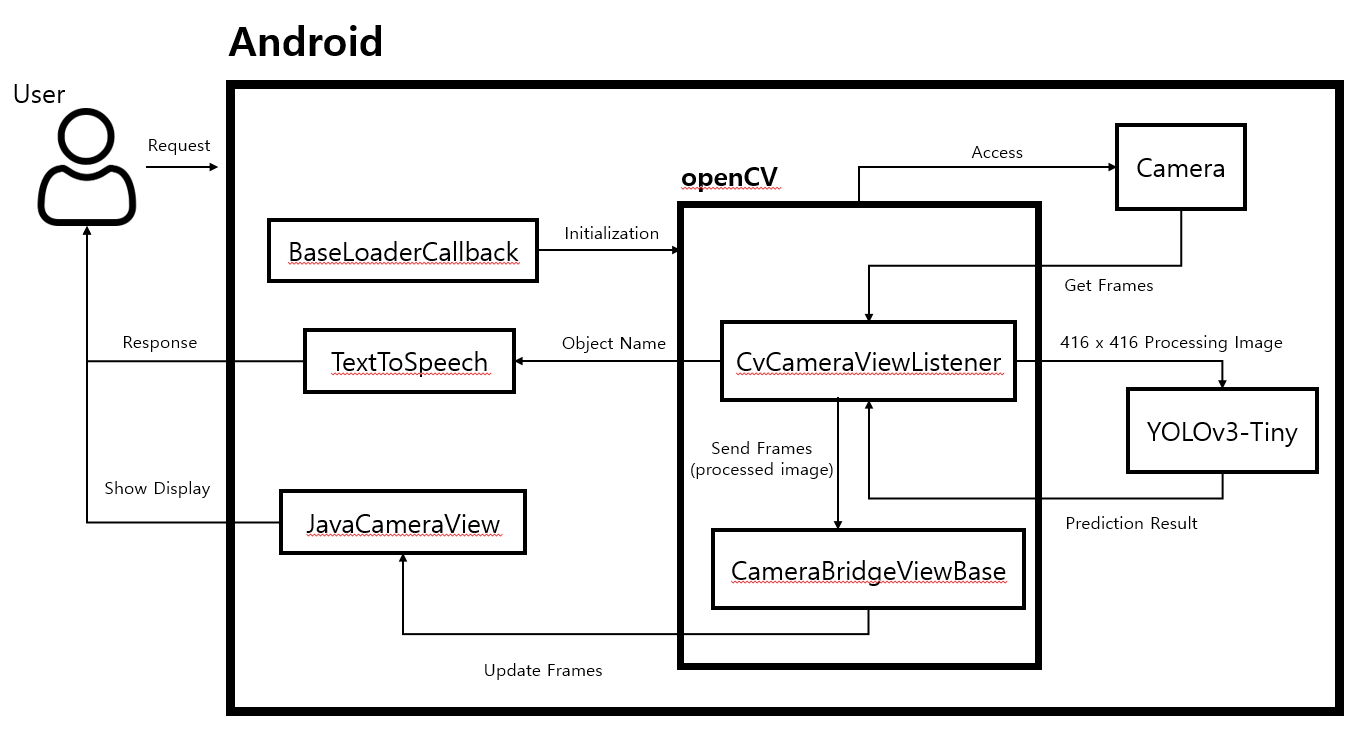 Android
User
Request
Access
Camera
openCV
BaseLoaderCallback
Initialization
Get Frames
Response
TextToSpeech
Object Name
CvCameraViewListener
416 x 416 Processing Image
YOLOv3-Tiny
Send Frames
(processed image)
Show Display
JavaCameraView
Prediction Result
CameraBridgeViewBase
Update Frames